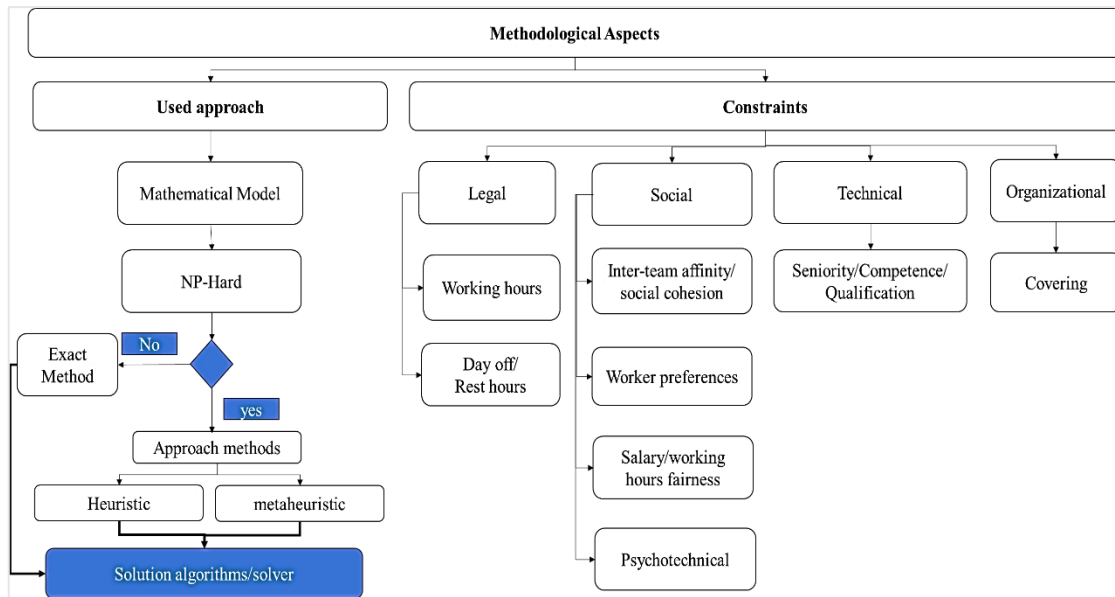 Methodological Aspects
Used approach
Constraints
Mathematical Model
Legal
Social
Technical
Organizational
NP-Hard
Working hours
Inter-team affinity/
social cohesion
Seniority/Competence/
Qualification
Covering
No
Exact
Method
Day off/
Rest hours
Worker preferences
yes
Approach methods
Heuristic
metaheuristic
Salary/working
hours fairness
Psychotechnical
Solution algorithms/solver